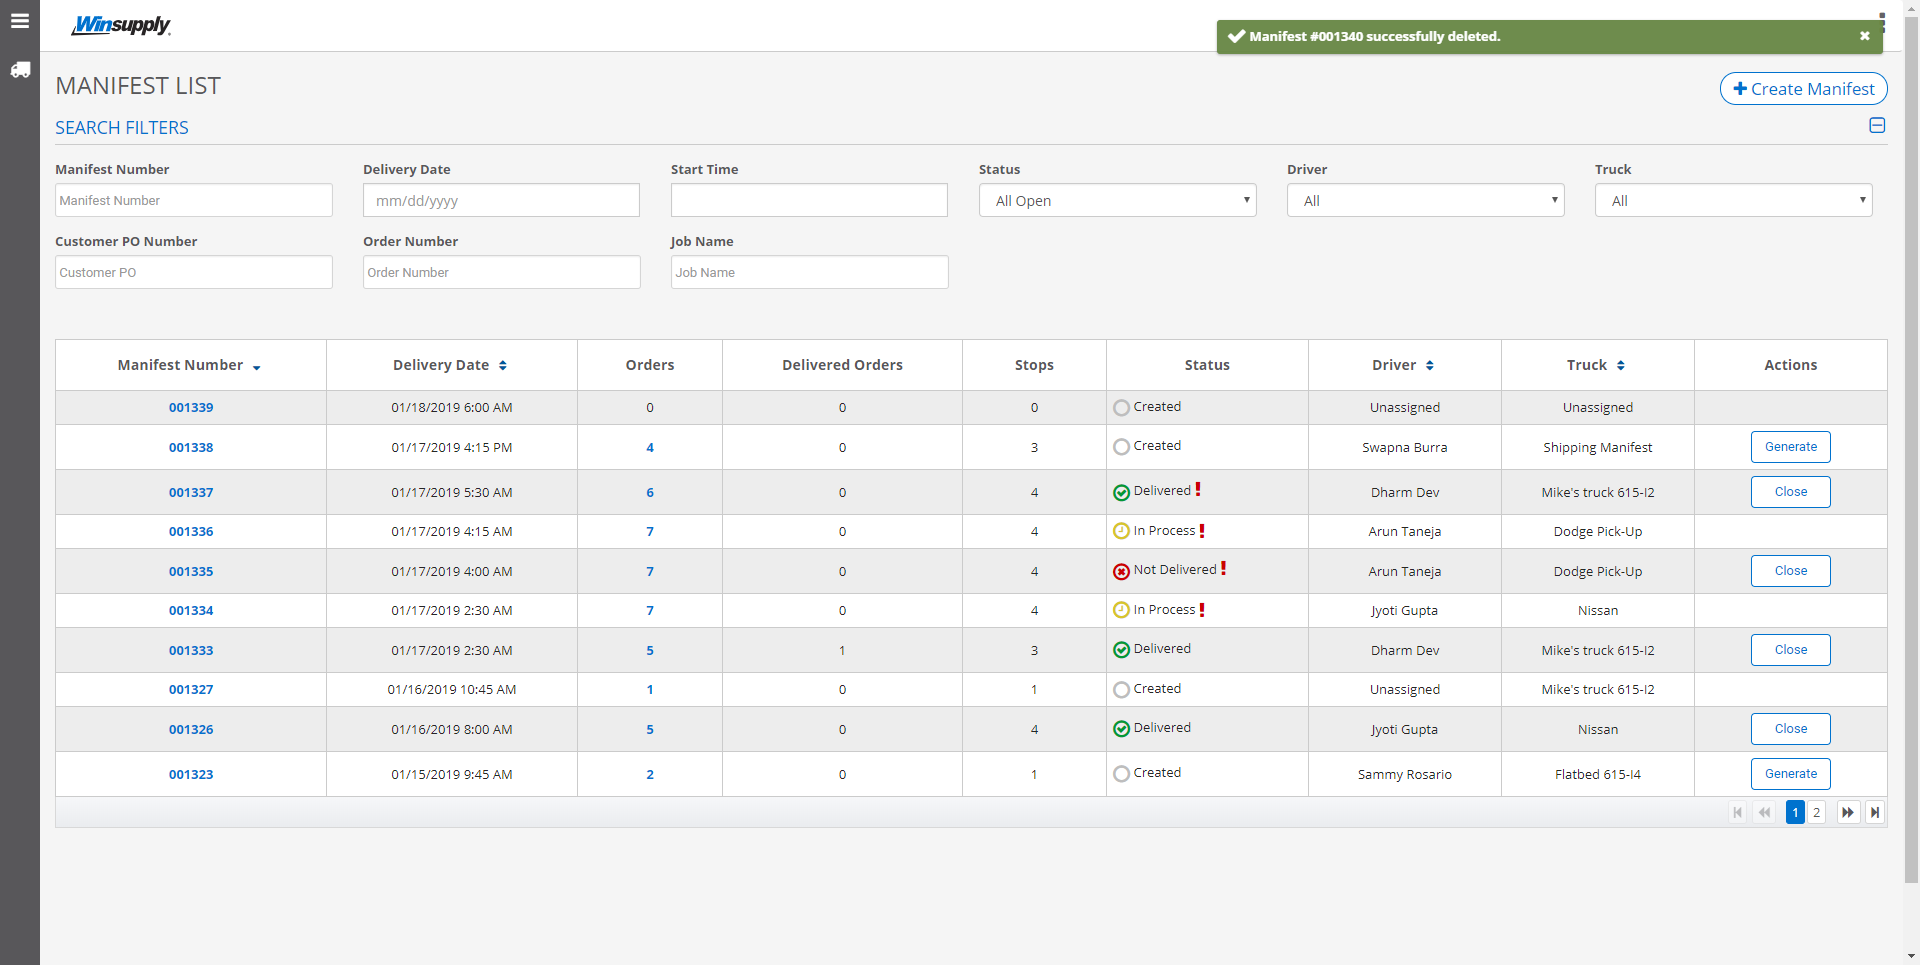 Winsupply
Manifest #001340 successfully deleted.
MANIFEST LIST
Create Manifest
SEARCH FILTERS
Manifest Number Delivery Date Start Time Status Driver Truck
Manifest Number mm/dd/yyyy All Open All All
Customer PO Number Order Number Job Name
Customer PO Order Number Job Name
Manifest Number Delivery Date Orders Delivered Orders Stops Status Driver Truck Actions
001339 01/18/2019 6:00 AM 0 0 0 Created Unassigned Unassigned
001338 01/17/2019 4:15 PM 4 0 3 Created Swapna Burra Shipping Manifest Generate
001337 01/17/2019 5:30 AM 6 0 4 Delivered ! Dharm Dev Mike's truck 615-I2 Close
001336 01/17/2019 4:15 AM 7 0 4 In Process ! Arun Taneja Dodge Pick-Up
001335 01/17/2019 4:00 AM 7 0 4 Not Delivered ! Arun Taneja Dodge Pick-Up Close
001334 01/17/2019 2:30 AM 7 0 4 In Process ! Jyoti Gupta Nissan
001333 01/17/2019 2:30 AM 5 1 3 Delivered Dharm Dev Mike's truck 615-I2 Close
001327 01/16/2019 10:45 AM 1 0 1 Created Unassigned Mike's truck 615-I2
001326 01/16/2019 8:00 AM 5 0 4 Delivered Jyoti Gupta Nissan Close
001323 01/15/2019 9:45 AM 2 0 1 Created Sammy Rosario Flatbed 615-I4 Generate
1 2